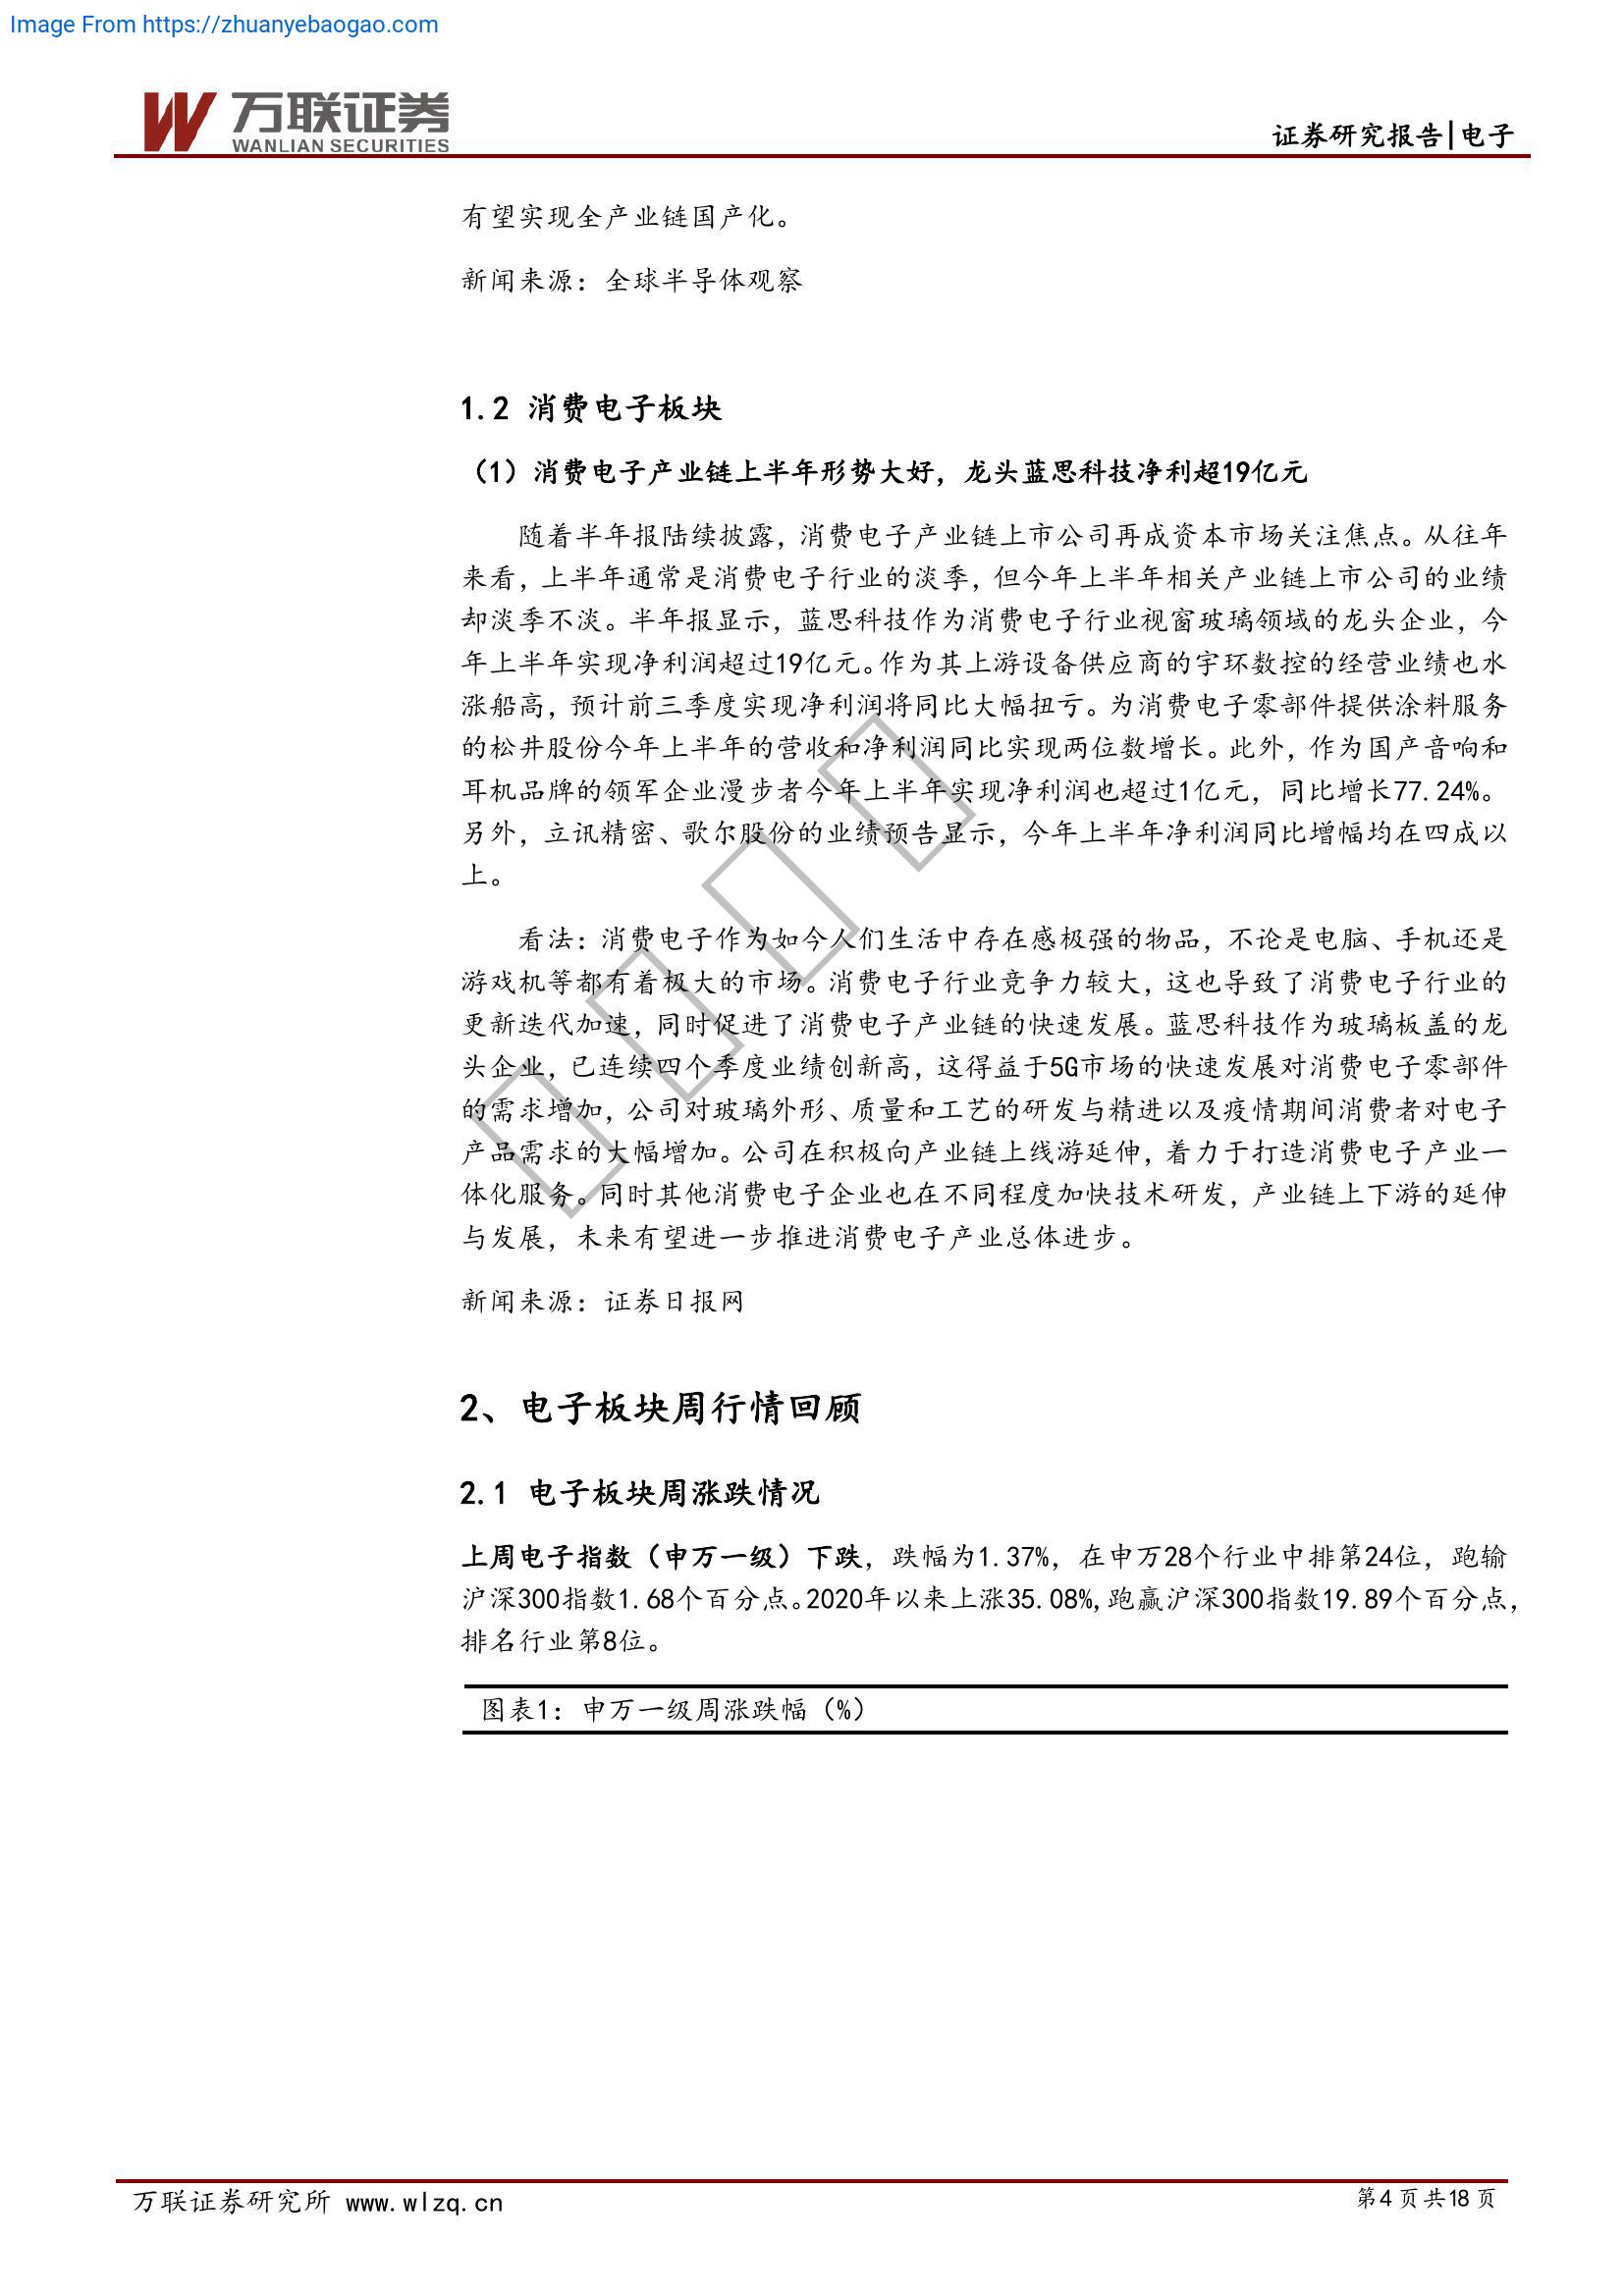 Image From https://zhuanyebaogao.com
万联证券
WANLIAN SECURITIES
证券研究报告|电子
有望实现全产业链国产化。
新闻来源：全球半导体观察
1.2 消费电子板块
（1）消费电子产业链上半年形势大好，龙头蓝思科技净利超19亿元
随着半年报陆续披露，消费电子产业链上市公司再成资本市场关注焦点。从往年
来看，上半年通常是消费电子行业的淡季，但今年上半年相关产业链上市公司的业绩
却淡季不淡。半年报显示，蓝思科技作为消费电子行业视窗玻璃领域的龙头企业，今
年上半年实现净利润超过19亿元。作为其上游设备供应商的宇环数控的经营业绩也水
涨船高，预计前三季度实现净利润将同比大幅扭亏。为消费电子零部件提供涂料服务
的松井股份今年上半年的营收和净利润同比实现两位数增长。此外，作为国产音响和
耳机品牌的领军企业漫步者今年上半年实现净利润也超过1亿元，同比增长77.24%。
另外，立讯精密、歌尔股份的业绩预告显示，今年上半年净利润同比增幅均在四成以
上。
看法：消费电子作为如今人们生活中存在感极强的物品，不论是电脑、手机还是
游戏机等都有着极大的市场。消费电子行业竞争力较大，这也导致了消费电子行业的
更新迭代加速，同时促进了消费电子产业链的快速发展。蓝思科技作为玻璃板盖的龙
头企业，已连续四个季度业绩创新高，这得益于5G市场的快速发展对消费电子零部件
的需求增加，公司对玻璃外形、质量和工艺的研发与精进以及疫情期间消费者对电子
产品需求的大幅增加。公司在积极向产业链上线游延伸，着力于打造消费电子产业一
体化服务。同时其他消费电子企业也在不同程度加快技术研发，产业链上下游的延伸
与发展，未来有望进一步推进消费电子产业总体进步。
新闻来源：证券日报网
2、电子板块周行情回顾
2.1 电子板块周涨跌情况
上周电子指数（申万一级）下跌，跌幅为1.37%，在申万28个行业中排第24位，跑输
沪深300指数1.68个百分点。2020年以来上涨35.08%,跑赢沪深300指数19.89个百分点，
排名行业第8位。
图表1：申万一级周涨跌幅（%）
万联证券研究所 www.wlzq.cn
第4页共18页